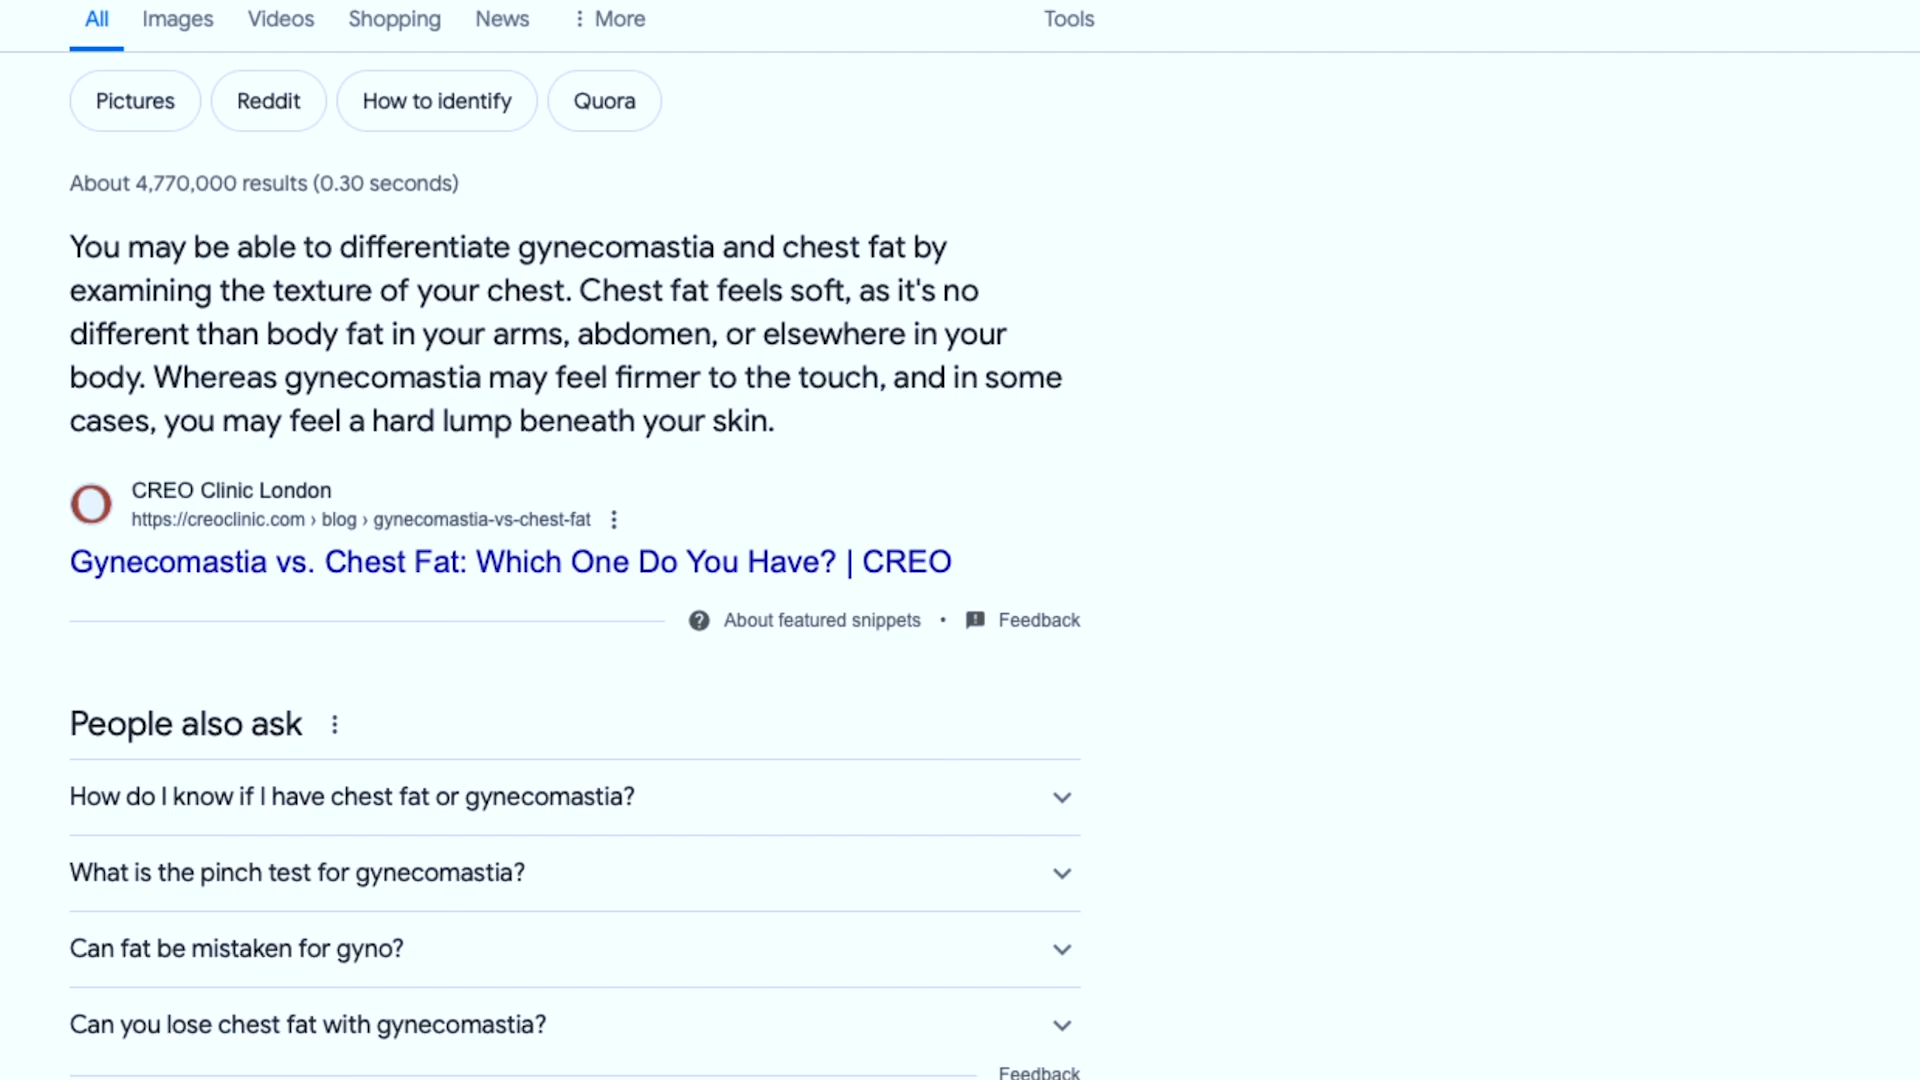 All Images Videos Shopping News More Tools
Pictures Reddit How to identify Quora
About 4,770,000 results (0.30 seconds)
You may be able to differentiate gynecomastia and chest fat by
examining the texture of your chest. Chest fat feels soft, as it's no
different than body fat in your arms, abdomen, or elsewhere in your
body. Whereas gynecomastia may feel firmer to the touch, and in some
cases, you may feel a hard lump beneath your skin.
CREO Clinic London
https://creoclinic.com › blog › gynecomastia-vs-chest-fat
Gynecomastia vs. Chest Fat: Which One Do You Have? | CREO
About featured snippets • Feedback
People also ask
How do I know if I have chest fat or gynecomastia?
What is the pinch test for gynecomastia?
Can fat be mistaken for gyno?
Can you lose chest fat with gynecomastia?
Feedback